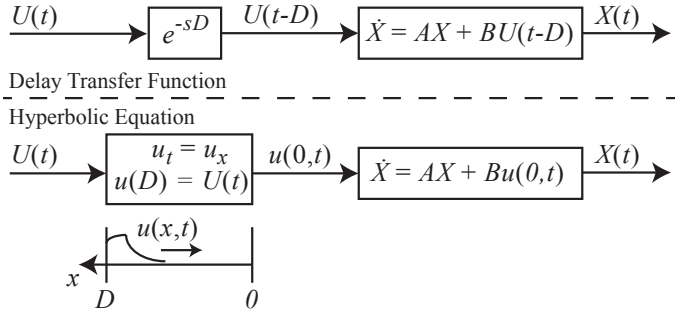 U(t)
e^{-sD}
U(t-D)
Ẋ = AX + BU(t-D)
X(t)
Delay Transfer Function
Hyperbolic Equation
U(t)
u_t = u_x
u(D) = U(t)
u(0,t)
Ẋ = AX + Bu(0,t)
X(t)
u(x,t)
x
D
0